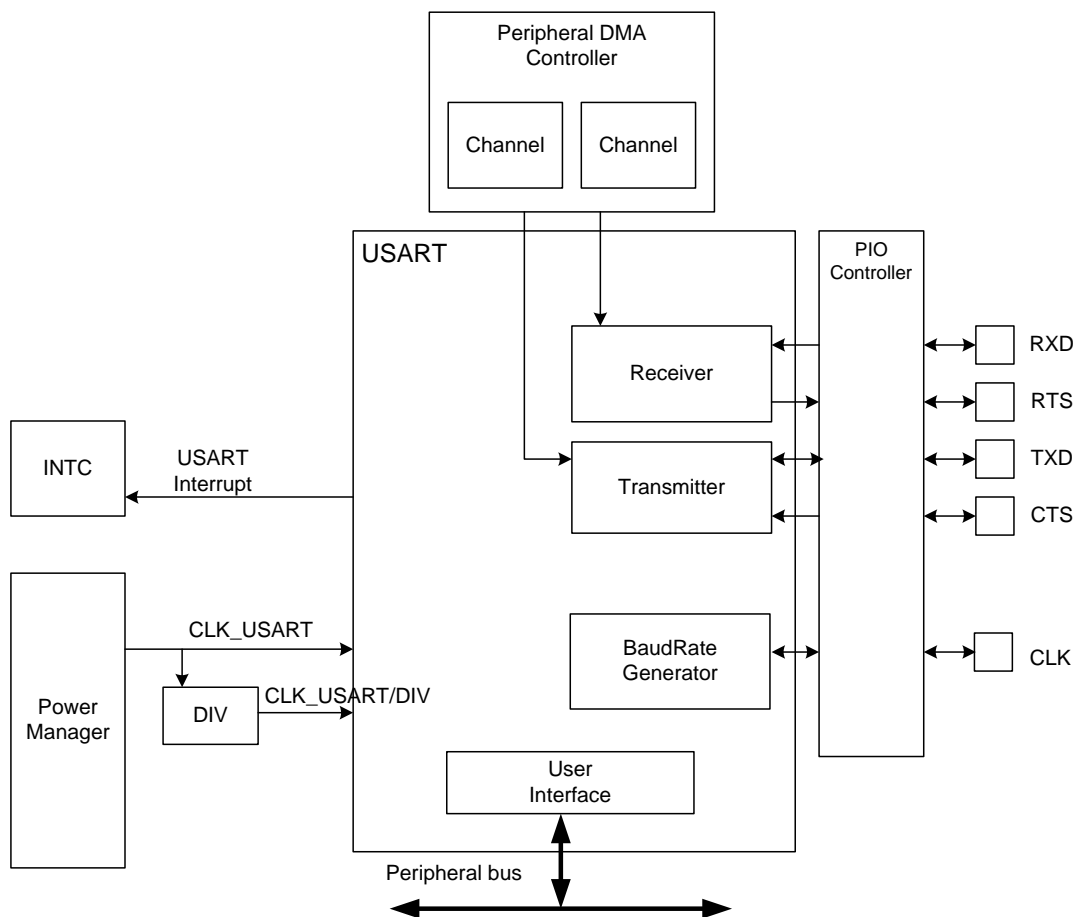 Peripheral DMA
Controller
Channel
Channel
USART
PIO
Controller
Receiver
RXD
RTS
INTC
USART
Interrupt
Transmitter
TXD
CTS
CLK_USART
BaudRate
Generator
CLK
Power
Manager
DIV
CLK_USART/DIV
User
Interface
Peripheral bus